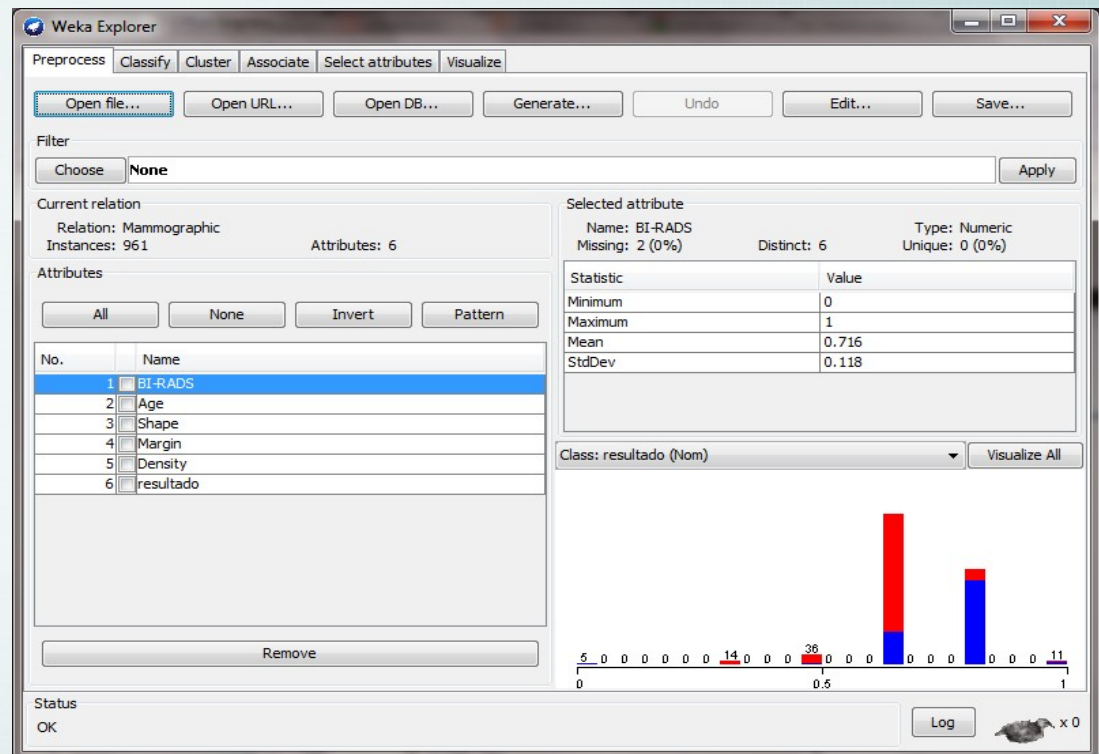 Weka Explorer
Preprocess Classify Cluster Associate Select attributes Visualize
Open file... Open URL... Open DB... Generate... Undo Edit... Save...
Filter
Choose None Apply
Current relation
Relation: Mammographic
Instances: 961 Attributes: 6
Selected attribute
Name: BI-RADS Type: Numeric
Missing: 2 (0%) Distinct: 6 Unique: 0 (0%)
Attributes
All None Invert Pattern
No. Name
1 BI-RADS
2 Age
3 Shape
4 Margin
5 Density
6 resultado
Remove
Statistic Value
Minimum 0
Maximum 1
Mean 0.716
StdDev 0.118
Class: resultado (Nom) Visualize All
5 0 0 0 0 0 0 14 0 0 0 36 0 0 0 0 0 0 0 0 0 11
0 0.5 1
Status
OK
Log x 0